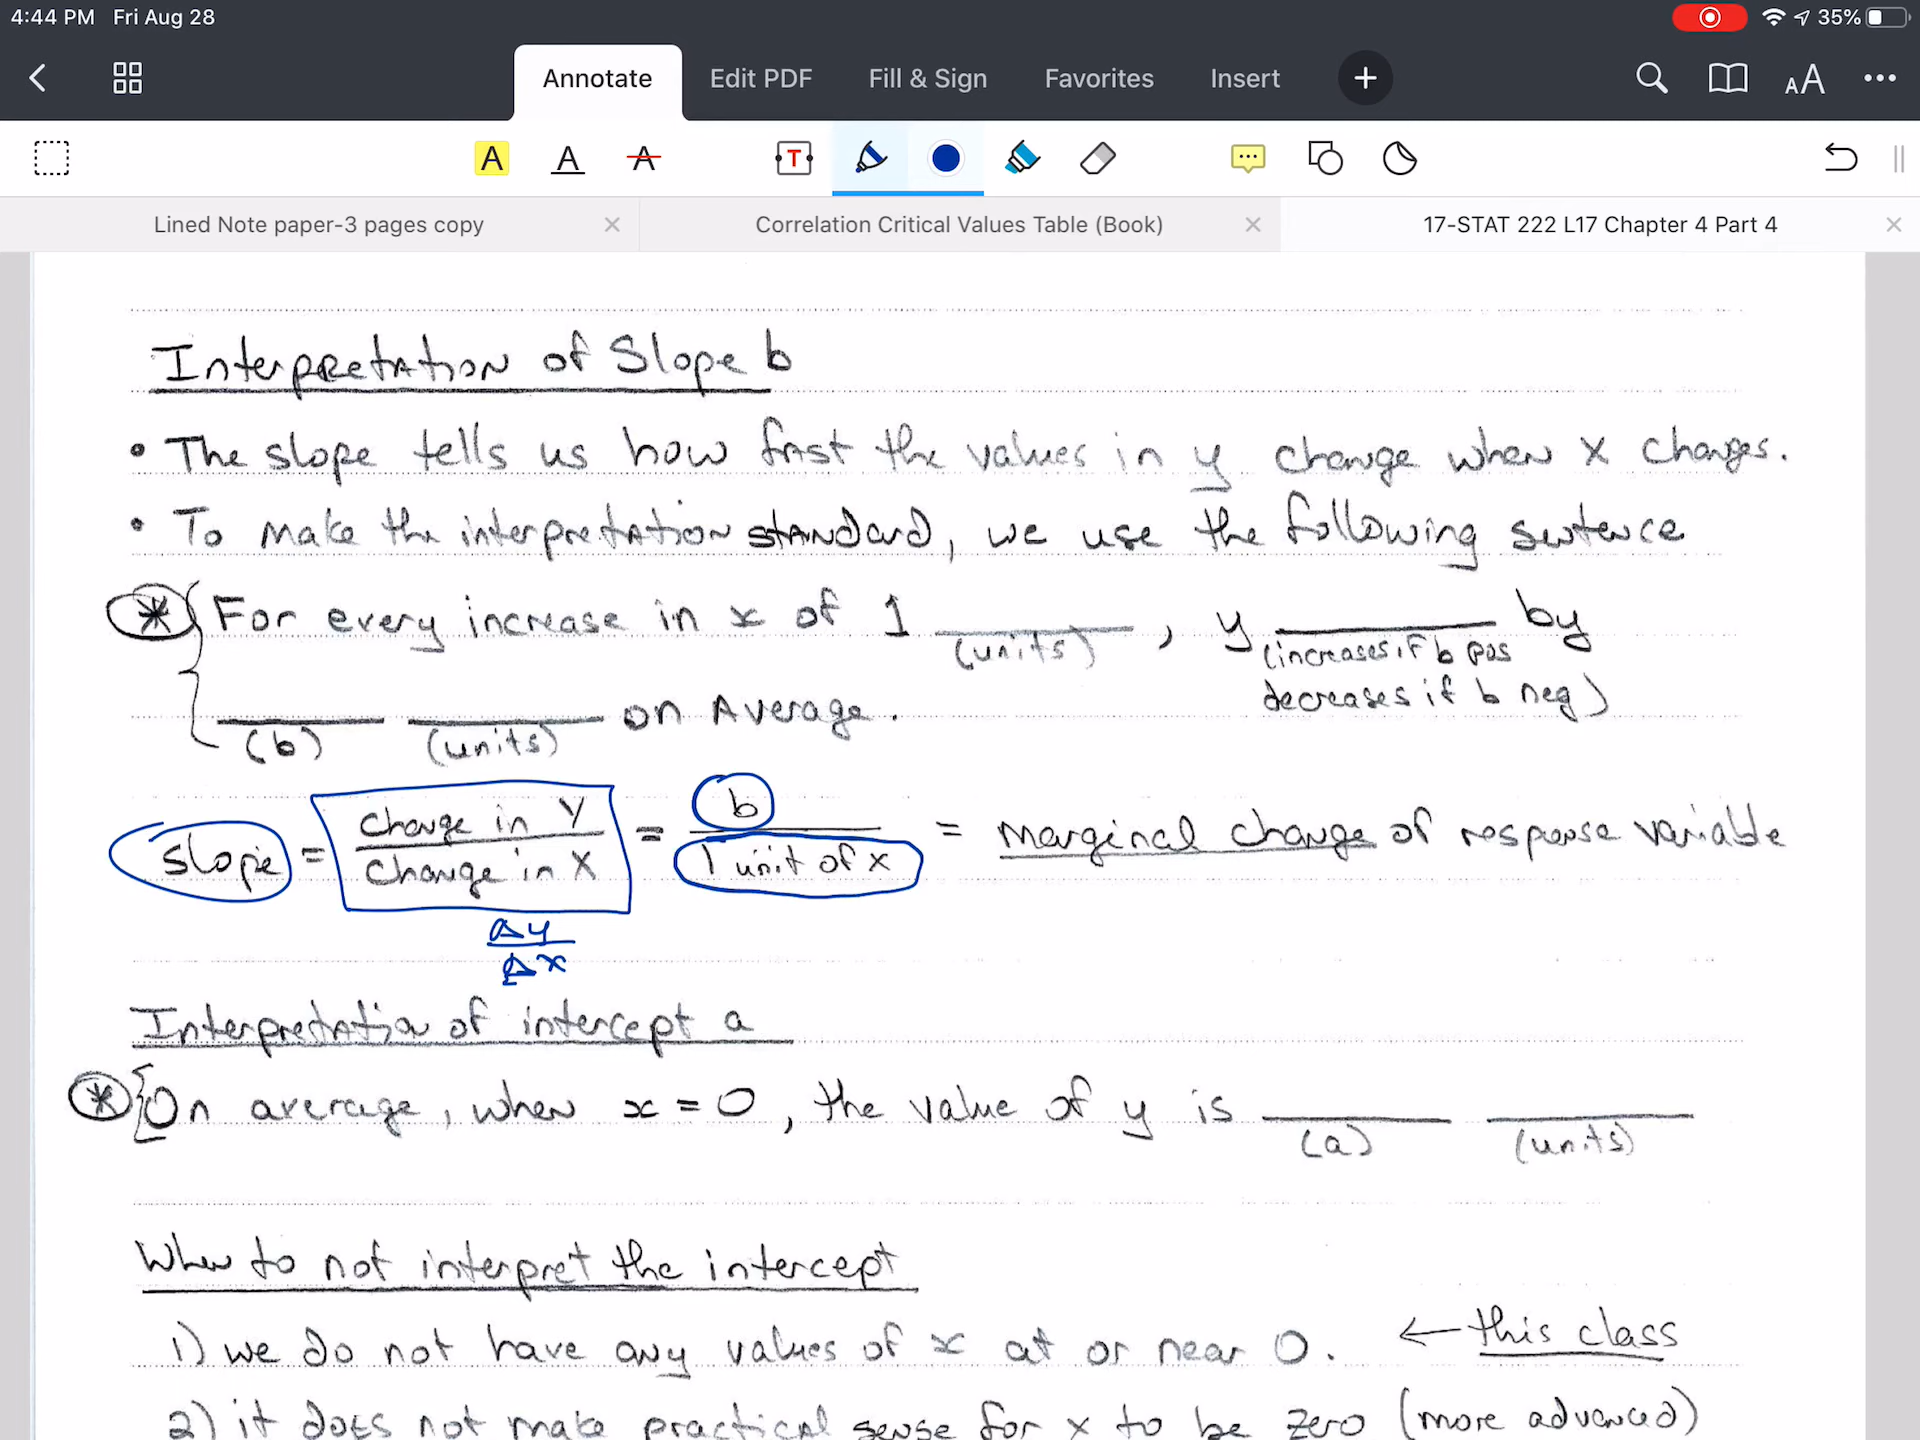 4:44 PM Fri Aug 28 35%
Annotate Edit PDF Fill & Sign Favorites Insert +
AA
A A A T
Lined Note paper-3 pages copy × Correlation Critical Values Table (Book) × 17-STAT 222 L17 Chapter 4 Part 4 ×
Interpretation of Slope b
• The slope tells us how fast the values in y change when x changes.
• To make the interpretation standard, we use the following sentence
* { For every increase in x of 1 ____ , y ____ by
(units) (increases if b pos
decreases if b neg)
____ ____ on Average.
(b) (units)
slope = change in Y / change in X = b / 1 unit of x = marginal change of response variable
Δy
Δx
Interpretation of intercept a
* { On average, when x = 0, the value of y is ____ ____
(a) (units)
When to not interpret the intercept
1) we do not have any values of x at or near 0. ← this class
2) it does not make practical sense for x to be zero (more advanced)